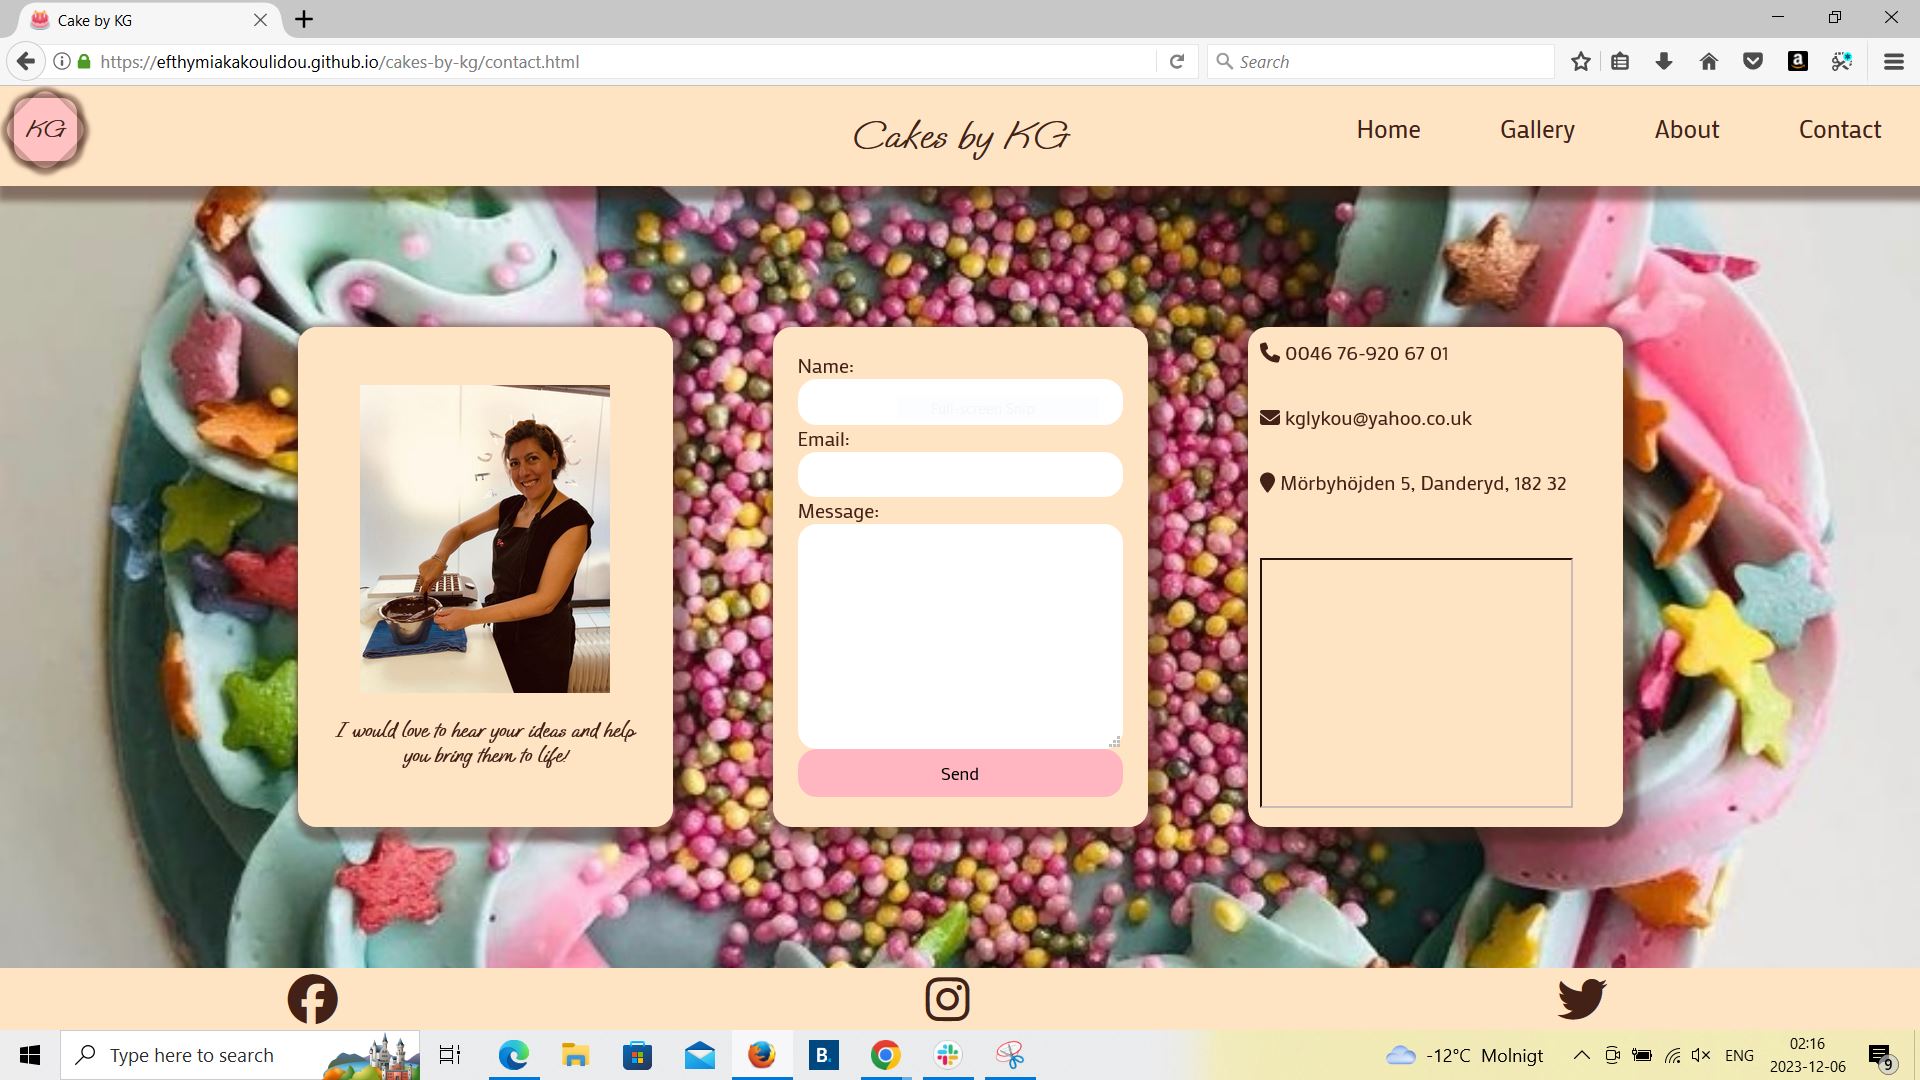 Cake by KG
https://efthymiakakoulidou.github.io/cakes-by-kg/contact.html
Search
a
KG
Cakes by KG
Home
Gallery
About
Contact
Name:
Full-screen Snip
Email:
Message:
Send
I would love to hear your ideas and help
you bring them to life!
0046 76-920 67 01
kglykou@yahoo.co.uk
Mörbyhöjden 5, Danderyd, 182 32
Type here to search
B.
-12°C Molnigt
ENG
02:16
2023-12-06
9